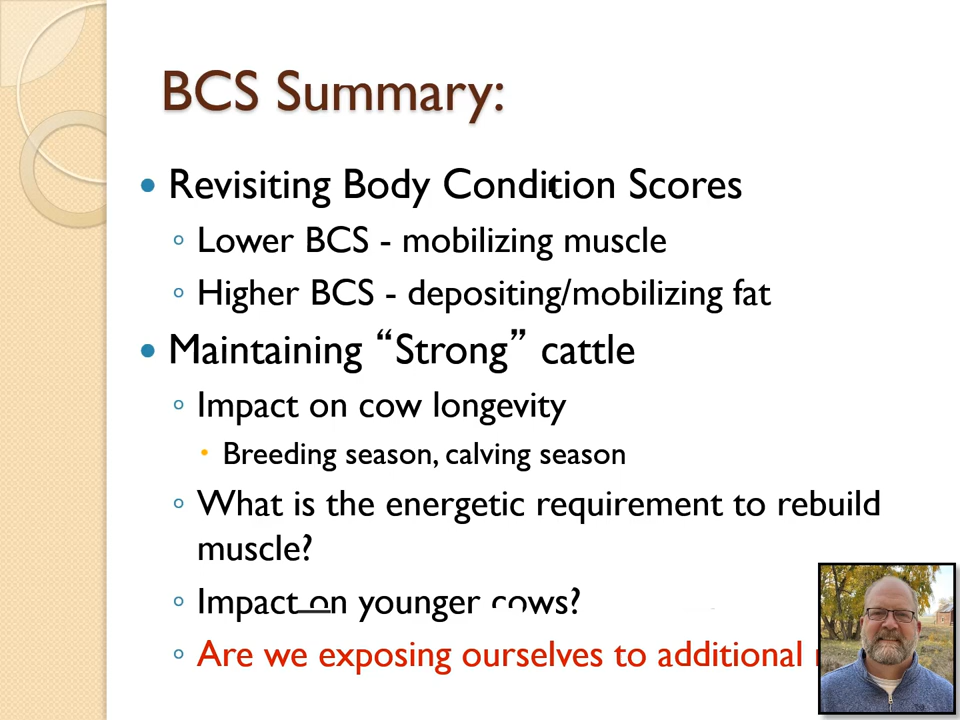 BCS Summary:
Revisiting Body Condition Scores
Lower BCS - mobilizing muscle
Higher BCS - depositing/mobilizing fat
Maintaining “Strong” cattle
Impact on cow longevity
Breeding season, calving season
What is the energetic requirement to rebuild
muscle?
Impact on younger cows?
Are we exposing ourselves to additional